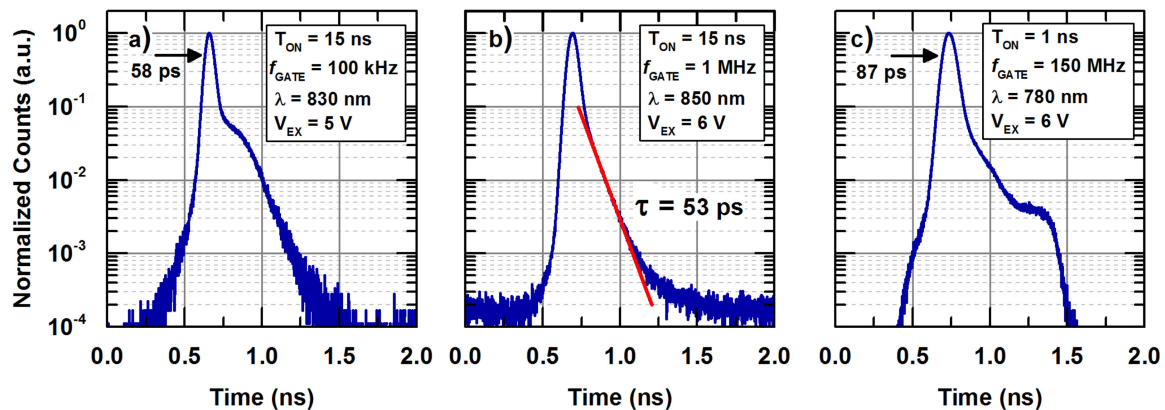 Normalized Counts (a.u.)
10⁰
10⁻¹
10⁻²
10⁻³
10⁻⁴
a)
58 ps
T_ON = 15 ns
f_GATE = 100 kHz
λ = 830 nm
V_EX = 5 V
0.0 0.5 1.0 1.5 2.0
Time (ns)
b)
T_ON = 15 ns
f_GATE = 1 MHz
λ = 850 nm
V_EX = 6 V
τ = 53 ps
0.0 0.5 1.0 1.5 2.0
Time (ns)
c)
87 ps
T_ON = 1 ns
f_GATE = 150 MHz
λ = 780 nm
V_EX = 6 V
0.0 0.5 1.0 1.5 2.0
Time (ns)